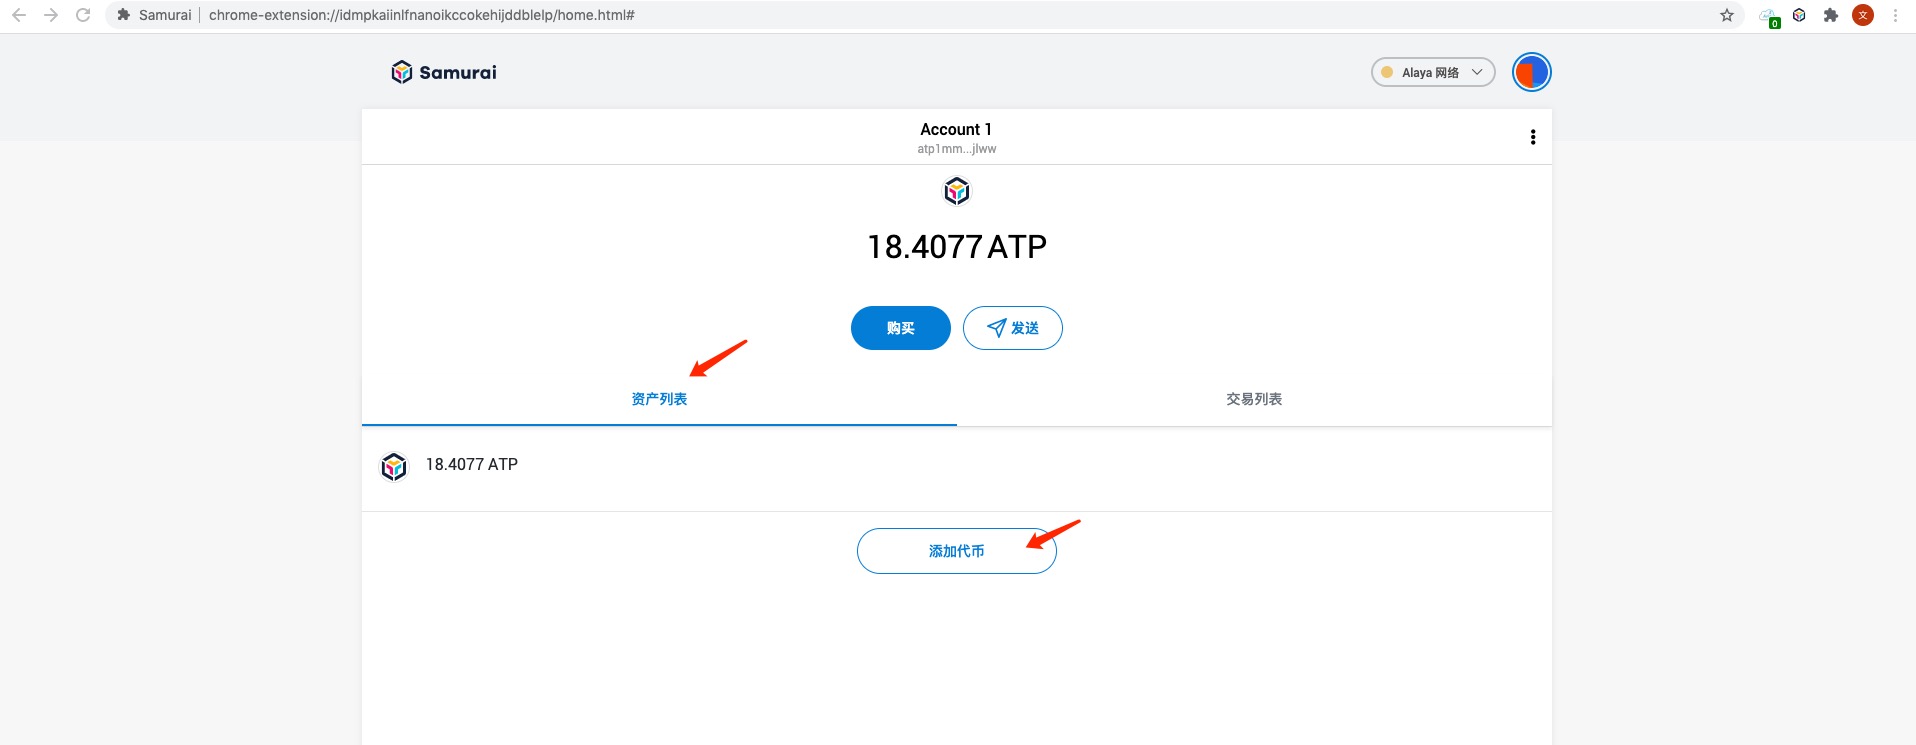 Samurai chrome-extension://idmpkaiinlfnanoikccokehijddblelp/home.html#
0
文
Samurai
Alaya 网络
Account 1
atp1mm...jlww
18.4077 ATP
购买
发送
资产列表
交易列表
18.4077 ATP
添加代币